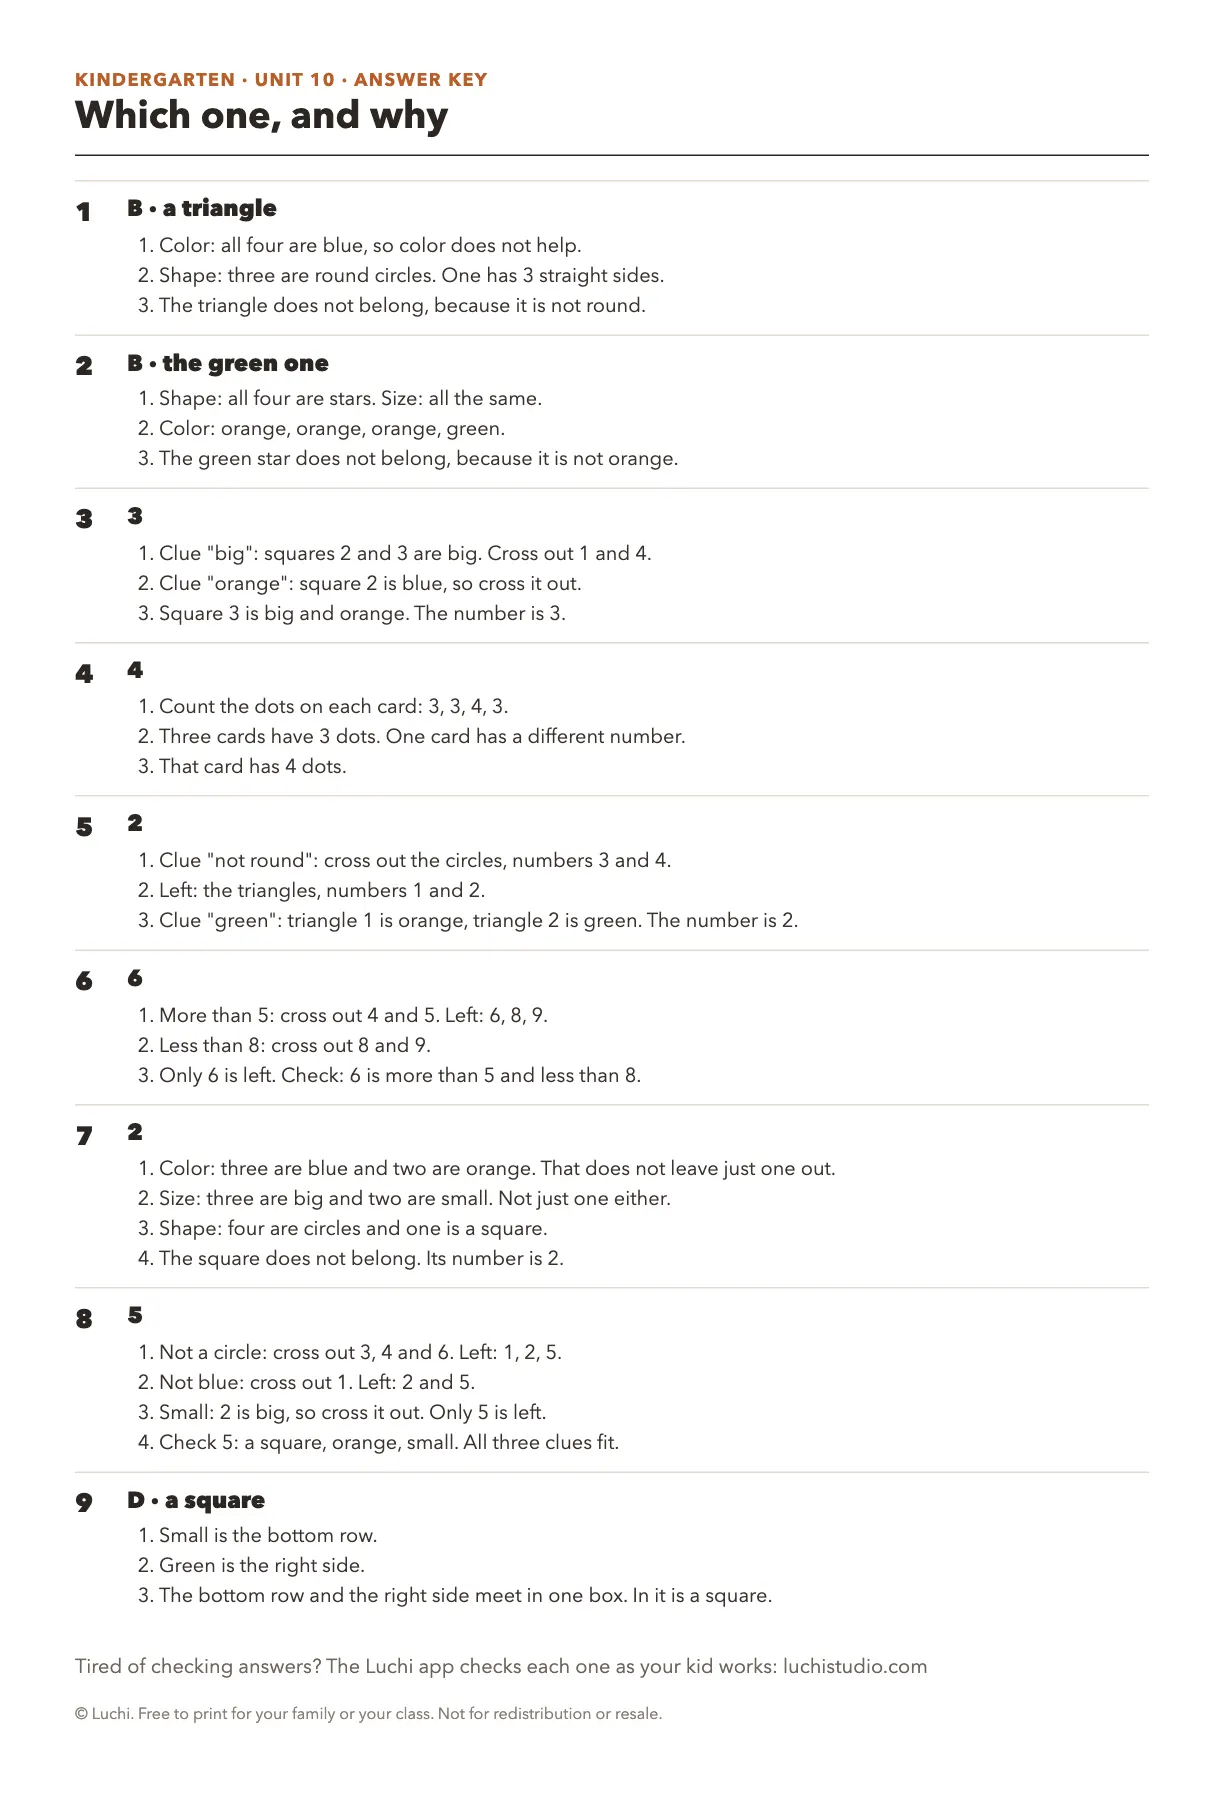 KINDERGARTEN · UNIT 10 · ANSWER KEY
Which one, and why
1 B · a triangle
1. Color: all four are blue, so color does not help.
2. Shape: three are round circles. One has 3 straight sides.
3. The triangle does not belong, because it is not round.
2 B · the green one
1. Shape: all four are stars. Size: all the same.
2. Color: orange, orange, orange, green.
3. The green star does not belong, because it is not orange.
3 3
1. Clue "big": squares 2 and 3 are big. Cross out 1 and 4.
2. Clue "orange": square 2 is blue, so cross it out.
3. Square 3 is big and orange. The number is 3.
4 4
1. Count the dots on each card: 3, 3, 4, 3.
2. Three cards have 3 dots. One card has a different number.
3. That card has 4 dots.
5 2
1. Clue "not round": cross out the circles, numbers 3 and 4.
2. Left: the triangles, numbers 1 and 2.
3. Clue "green": triangle 1 is orange, triangle 2 is green. The number is 2.
6 6
1. More than 5: cross out 4 and 5. Left: 6, 8, 9.
2. Less than 8: cross out 8 and 9.
3. Only 6 is left. Check: 6 is more than 5 and less than 8.
7 2
1. Color: three are blue and two are orange. That does not leave just one out.
2. Size: three are big and two are small. Not just one either.
3. Shape: four are circles and one is a square.
4. The square does not belong. Its number is 2.
8 5
1. Not a circle: cross out 3, 4 and 6. Left: 1, 2, 5.
2. Not blue: cross out 1. Left: 2 and 5.
3. Small: 2 is big, so cross it out. Only 5 is left.
4. Check 5: a square, orange, small. All three clues fit.
9 D · a square
1. Small is the bottom row.
2. Green is the right side.
3. The bottom row and the right side meet in one box. In it is a square.
Tired of checking answers? The Luchi app checks each one as your kid works: luchistudio.com
© Luchi. Free to print for your family or your class. Not for redistribution or resale.